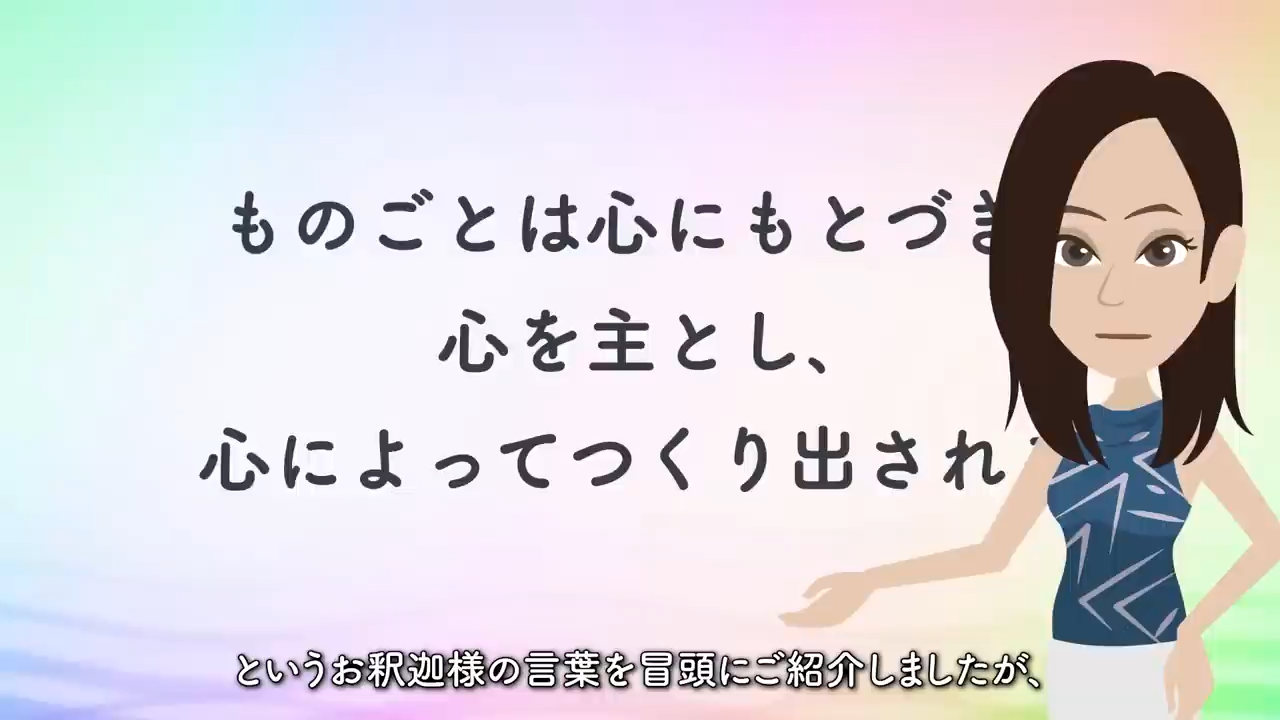 ものごとは心にもとづき
心を主とし、
心によってつくり出され
というお釈迦様の言葉を冒頭にご紹介しましたが、